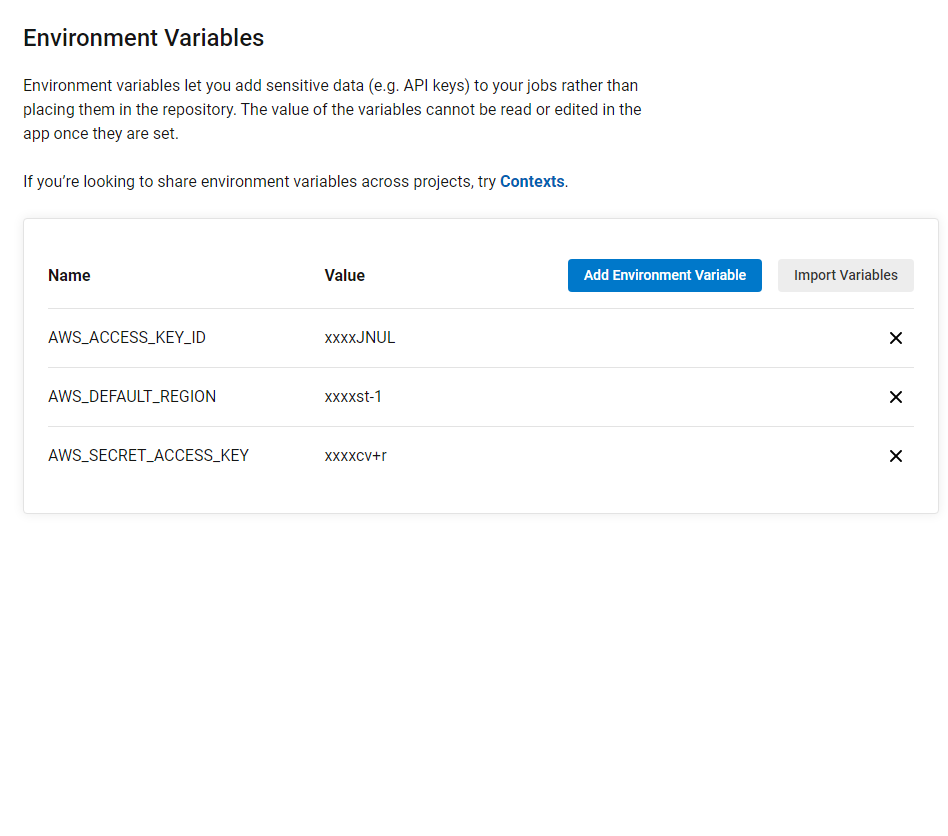 Environment Variables
Environment variables let you add sensitive data (e.g. API keys) to your jobs rather than
placing them in the repository. The value of the variables cannot be read or edited in the
app once they are set.
If you’re looking to share environment variables across projects, try Contexts.
Name Value Add Environment Variable Import Variables
AWS_ACCESS_KEY_ID xxxxJNUL
AWS_DEFAULT_REGION xxxxst-1
AWS_SECRET_ACCESS_KEY xxxxcv+r